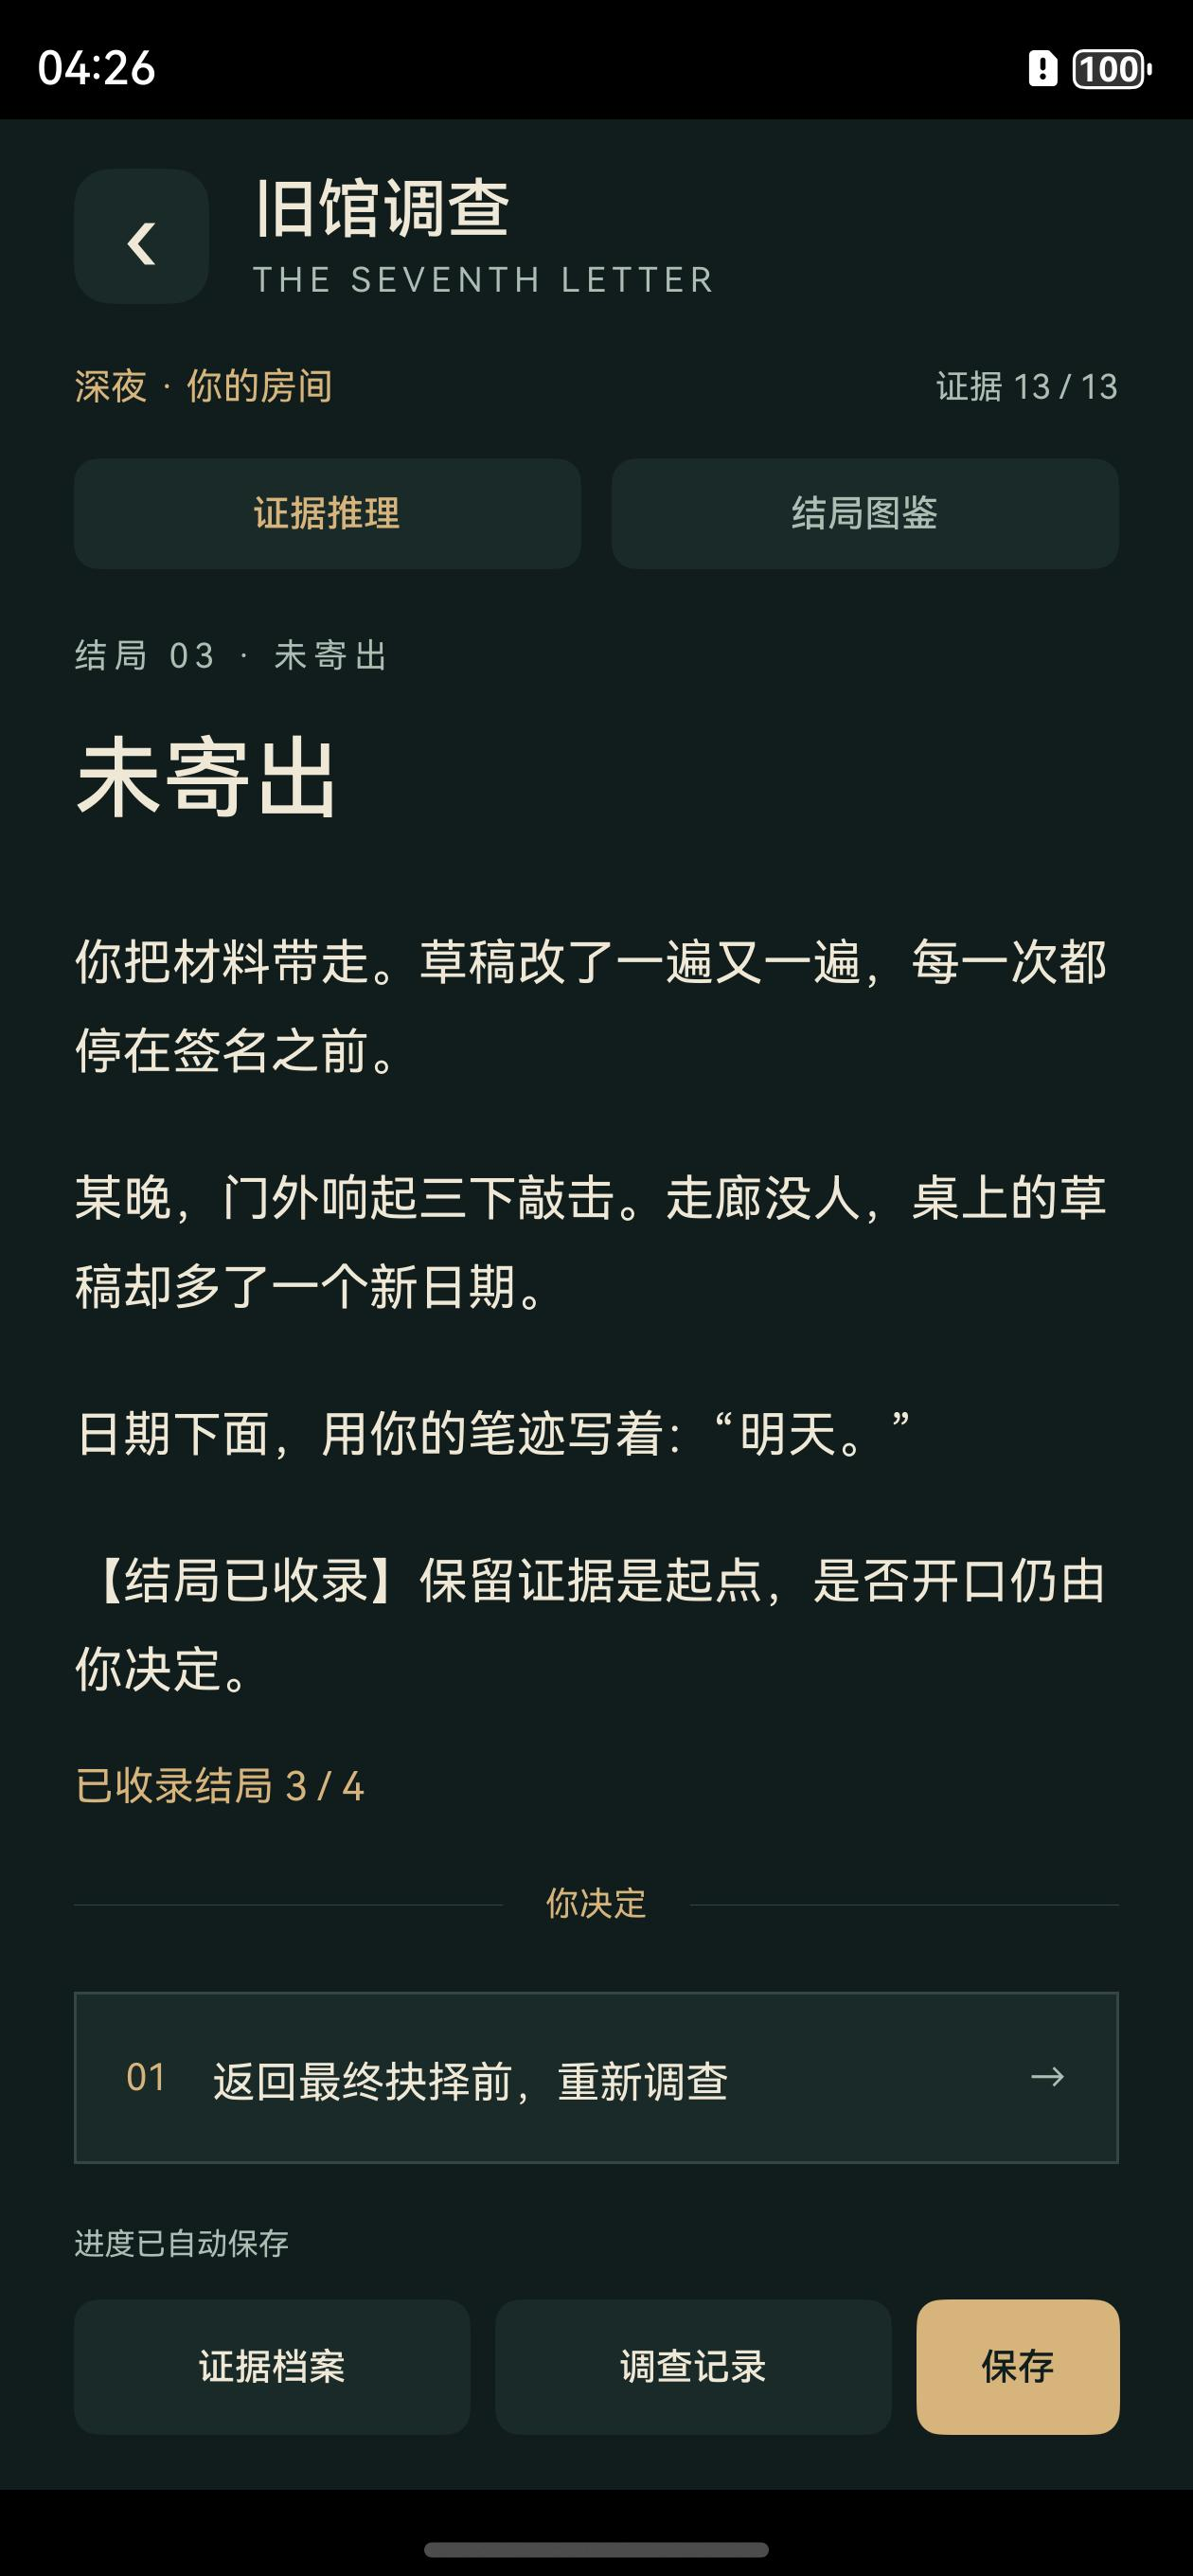 04:26
100
旧馆调查
THE SEVENTH LETTER
深夜 · 你的房间
证据 13 / 13
证据推理
结局图鉴
结局 03 · 未寄出
未寄出
你把材料带走。草稿改了一遍又一遍，每一次都
停在签名之前。
某晚，门外响起三下敲击。走廊没人，桌上的草
稿却多了一个新日期。
日期下面，用你的笔迹写着：“明天。”
【结局已收录】保留证据是起点，是否开口仍由
你决定。
已收录结局 3 / 4
你决定
01 返回最终抉择前，重新调查 →
进度已自动保存
证据档案
调查记录
保存